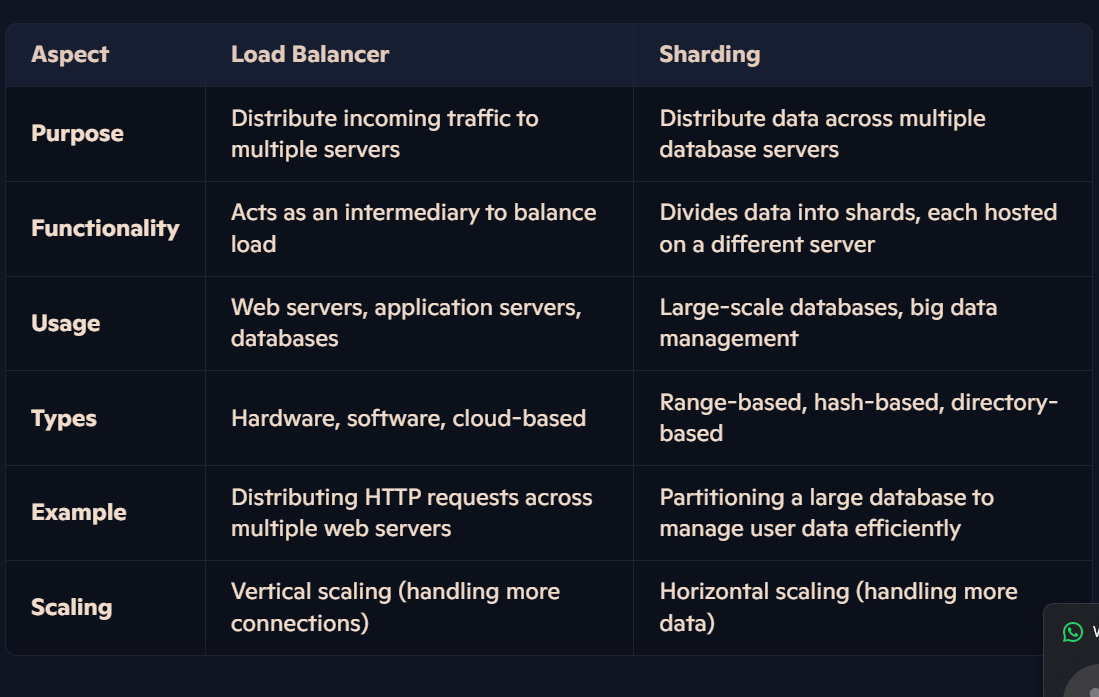 Aspect
Load Balancer
Sharding
Purpose
Distribute incoming traffic to
multiple servers
Distribute data across multiple
database servers
Functionality
Acts as an intermediary to balance
load
Divides data into shards, each hosted
on a different server
Usage
Web servers, application servers,
databases
Large-scale databases, big data
management
Types
Hardware, software, cloud-based
Range-based, hash-based, directory-
based
Example
Distributing HTTP requests across
multiple web servers
Partitioning a large database to
manage user data efficiently
Scaling
Vertical scaling (handling more
connections)
Horizontal scaling (handling more
data)